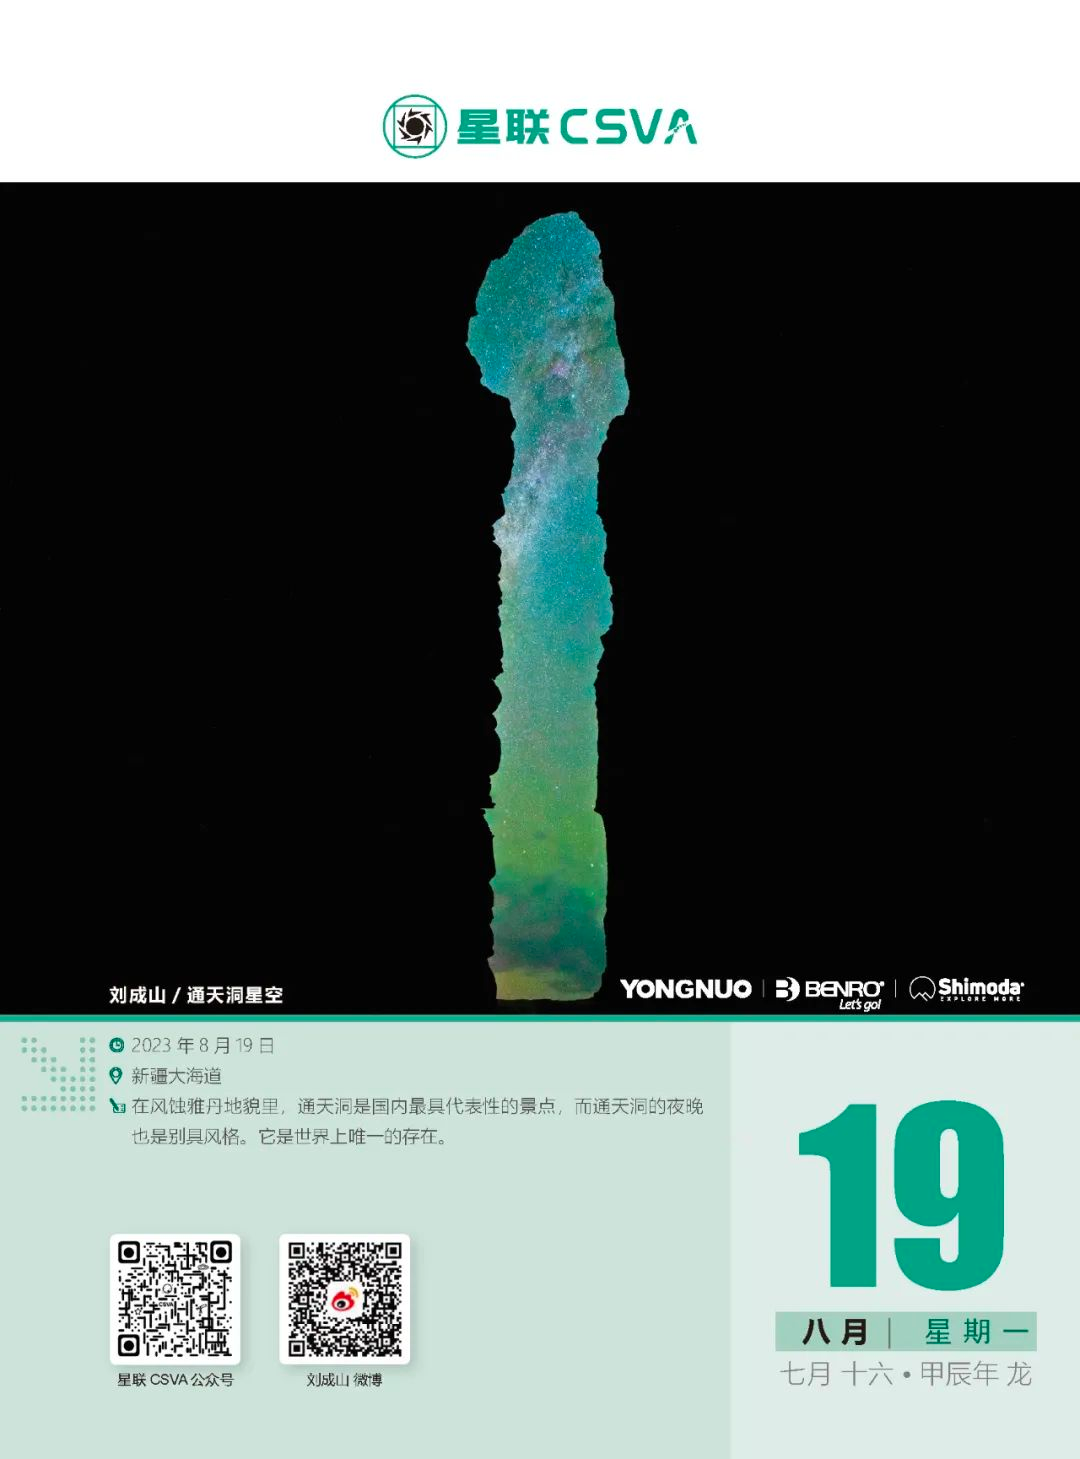 星联CSVA
刘成山 / 通天洞星空
YONGNUO | BENRO Let's go! | Shimoda EXPLORE MORE
2023 年 8 月 19 日
新疆大海道
在风蚀雅丹地貌里，通天洞是国内最具代表性的景点，而通天洞的夜晚
也是别具风格。它是世界上唯一的存在。
19
八月 | 星期一
七月 十六 • 甲辰年 龙
CSVA
星联 CSVA 公众号
刘成山 微博